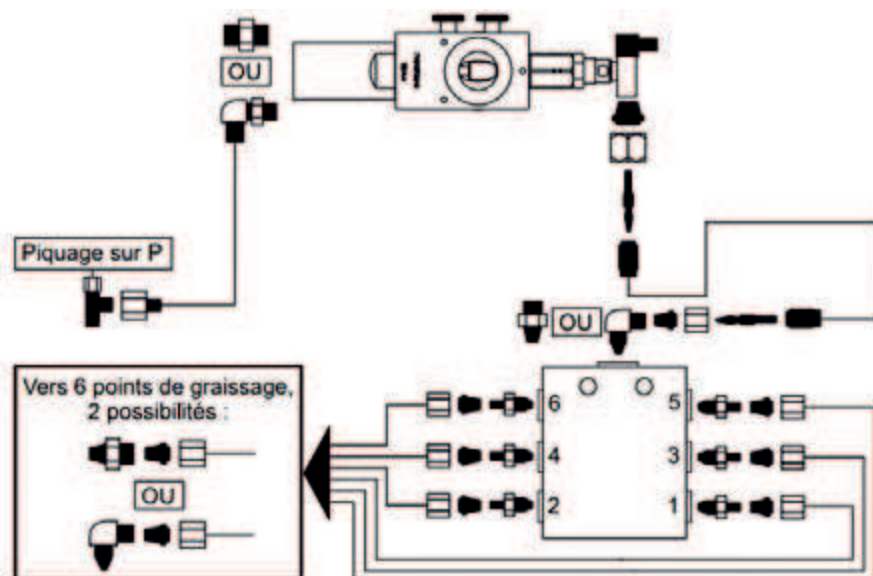 OU
Piquage sur P
OU
Vers 6 points de graissage,
2 possibilités :
OU
6 5
4 3
2 1